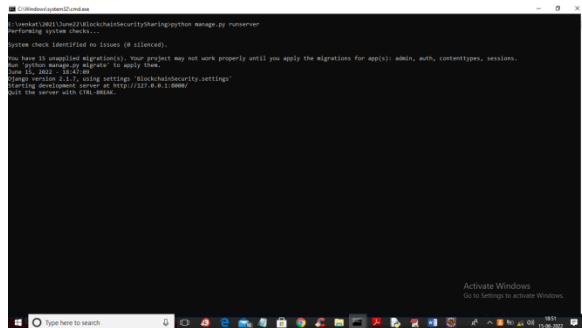 C:\Windows\system32\cmd.exe
E:\venkat\2021\June22\BlockchainSecuritySharing>python manage.py runserver
Performing system checks...
System check identified no issues (0 silenced).
You have 15 unapplied migration(s). Your project may not work properly until you apply the migrations for app(s): admin, auth, contenttypes, sessions.
Run 'python manage.py migrate' to apply them.
June 15, 2022 - 18:47:09
Django version 2.1.7, using settings 'BlockchainSecurity.settings'
Starting development server at http://127.0.0.1:8000/
Quit the server with CTRL-BREAK.
Activate Windows
Go to Settings to activate Windows.
Type here to search
18:51
15-06-2022